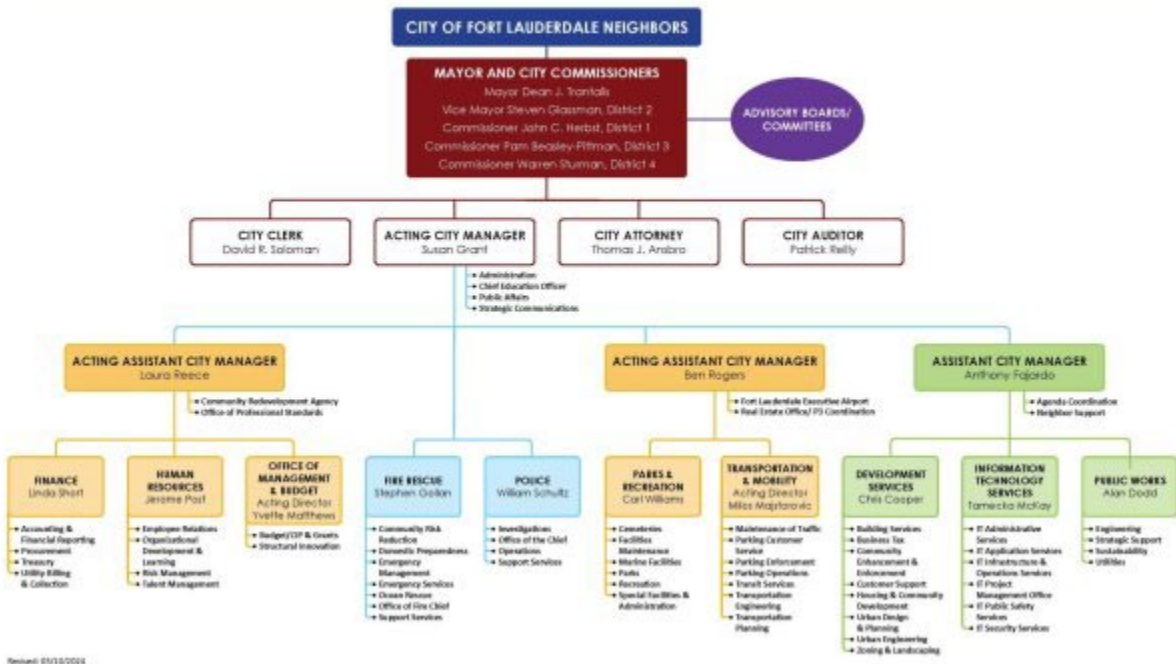 CITY OF FORT LAUDERDALE NEIGHBORS
MAYOR AND CITY COMMISSIONERS
Mayor Dean J. Trantalis
Vice Mayor Steven Glassman, District 2
Commissioner John C. Herbst, District 1
Commissioner Pam Beasley-Pittman, District 3
Commissioner Warren Sturman, District 4
ADVISORY BOARDS/
COMMITTEES
CITY CLERK
David R. Soloman
ACTING CITY MANAGER
Susan Grant
CITY ATTORNEY
Thomas J. Ansbro
CITY AUDITOR
Patrick Reilly
Administration
Chief Education Officer
Public Affairs
Strategic Communications
ACTING ASSISTANT CITY MANAGER
Laura Reece
Community Redevelopment Agency
Office of Professional Standards
ACTING ASSISTANT CITY MANAGER
Ben Rogers
Fort Lauderdale Executive Airport
Real Estate Office/ P3 Coordination
ASSISTANT CITY MANAGER
Anthony Fajardo
Agenda Coordination
Neighbor Support
FINANCE
Linda Short
Accounting &
Financial Reporting
Procurement
Treasury
Utility Billing
& Collection
HUMAN
RESOURCES
Jerome Post
Employee Relations
Organizational
Development &
Learning
Risk Management
Talent Management
OFFICE OF
MANAGEMENT
& BUDGET
Acting Director
Yvette Matthews
Budget/CIP & Grants
Structural Innovation
FIRE RESCUE
Stephen Gollan
Community Risk
Reduction
Domestic Preparedness
Emergency
Management
Emergency Services
Ocean Rescue
Office of Fire Chief
Support Services
POLICE
William Schultz
Investigations
Office of the Chief
Operations
Support Services
PARKS &
RECREATION
Carl Williams
Cemeteries
Facilities
Maintenance
Marine Facilities
Parks
Recreation
Special Facilities &
Administration
TRANSPORTATION
& MOBILITY
Acting Director
Milos Majstorovic
Maintenance of Traffic
Parking Customer
Service
Parking Enforcement
Parking Operations
Transit Services
Transportation
Engineering
Transportation
Planning
DEVELOPMENT
SERVICES
Chris Cooper
Building Services
Business Tax
Community
Enhancement &
Enforcement
Customer Support
Housing & Community
Development
Urban Design
& Planning
Urban Engineering
Zoning & Landscaping
INFORMATION
TECHNOLOGY
SERVICES
Tamecka McKay
IT Administrative
Services
IT Application Services
IT Infrastructure &
Operations Services
IT Project
Management Office
IT Public Safety
Services
IT Security Services
PUBLIC WORKS
Alan Dodd
Engineering
Strategic Support
Sustainability
Utilities
Revised: